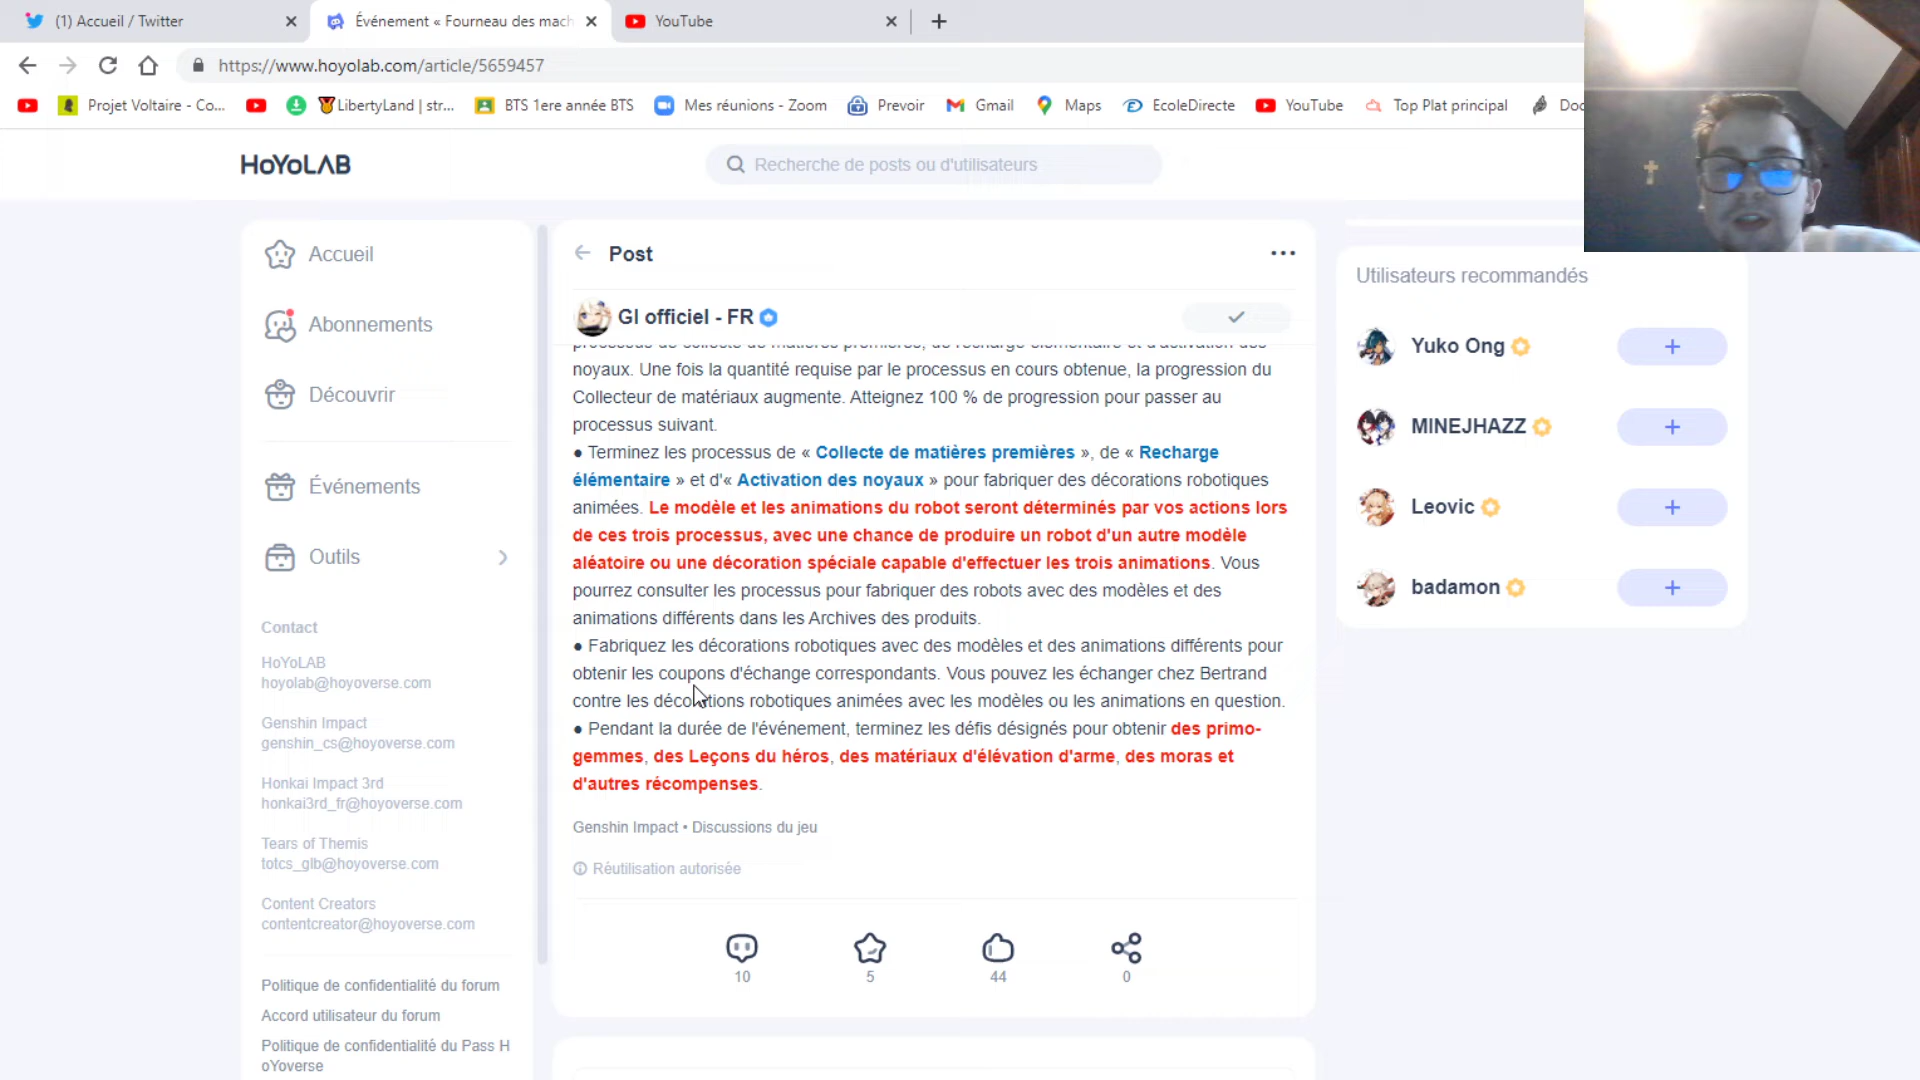 (1) Accueil / Twitter
Événement « Fourneau des mach
YouTube
https://www.hoyolab.com/article/5659457
Projet Voltaire - Co...
LibertyLand | str...
BTS 1ere année BTS
Mes réunions - Zoom
Prevoir
Gmail
Maps
EcoleDirecte
YouTube
Top Plat principal
Doc
HoYoLAB
Recherche de posts ou d'utilisateurs
Accueil
Abonnements
Découvrir
Événements
Outils
Contact
HoYoLAB
hoyolab@hoyoverse.com
Genshin Impact
genshin_cs@hoyoverse.com
Honkai Impact 3rd
honkai3rd_fr@hoyoverse.com
Tears of Themis
totcs_glb@hoyoverse.com
Content Creators
contentcreator@hoyoverse.com
Politique de confidentialité du forum
Accord utilisateur du forum
Politique de confidentialité du Pass H
oYoverse
Post
GI officiel - FR
processus de collecte de matières premières, de recharge élémentaire et d'activation des
noyaux. Une fois la quantité requise par le processus en cours obtenue, la progression du
Collecteur de matériaux augmente. Atteignez 100 % de progression pour passer au
processus suivant.
● Terminez les processus de « Collecte de matières premières », de « Recharge
élémentaire » et d'« Activation des noyaux » pour fabriquer des décorations robotiques
animées. Le modèle et les animations du robot seront déterminés par vos actions lors
de ces trois processus, avec une chance de produire un robot d'un autre modèle
aléatoire ou une décoration spéciale capable d'effectuer les trois animations. Vous
pourrez consulter les processus pour fabriquer des robots avec des modèles et des
animations différents dans les Archives des produits.
● Fabriquez les décorations robotiques avec des modèles et des animations différents pour
obtenir les coupons d'échange correspondants. Vous pouvez les échanger chez Bertrand
contre les décorations robotiques animées avec les modèles ou les animations en question.
● Pendant la durée de l'événement, terminez les défis désignés pour obtenir des primo-
gemmes, des Leçons du héros, des matériaux d'élévation d'arme, des moras et
d'autres récompenses.
Genshin Impact • Discussions du jeu
Réutilisation autorisée
10
5
44
0
Utilisateurs recommandés
Yuko Ong
MINEJHAZZ
Leovic
badamon